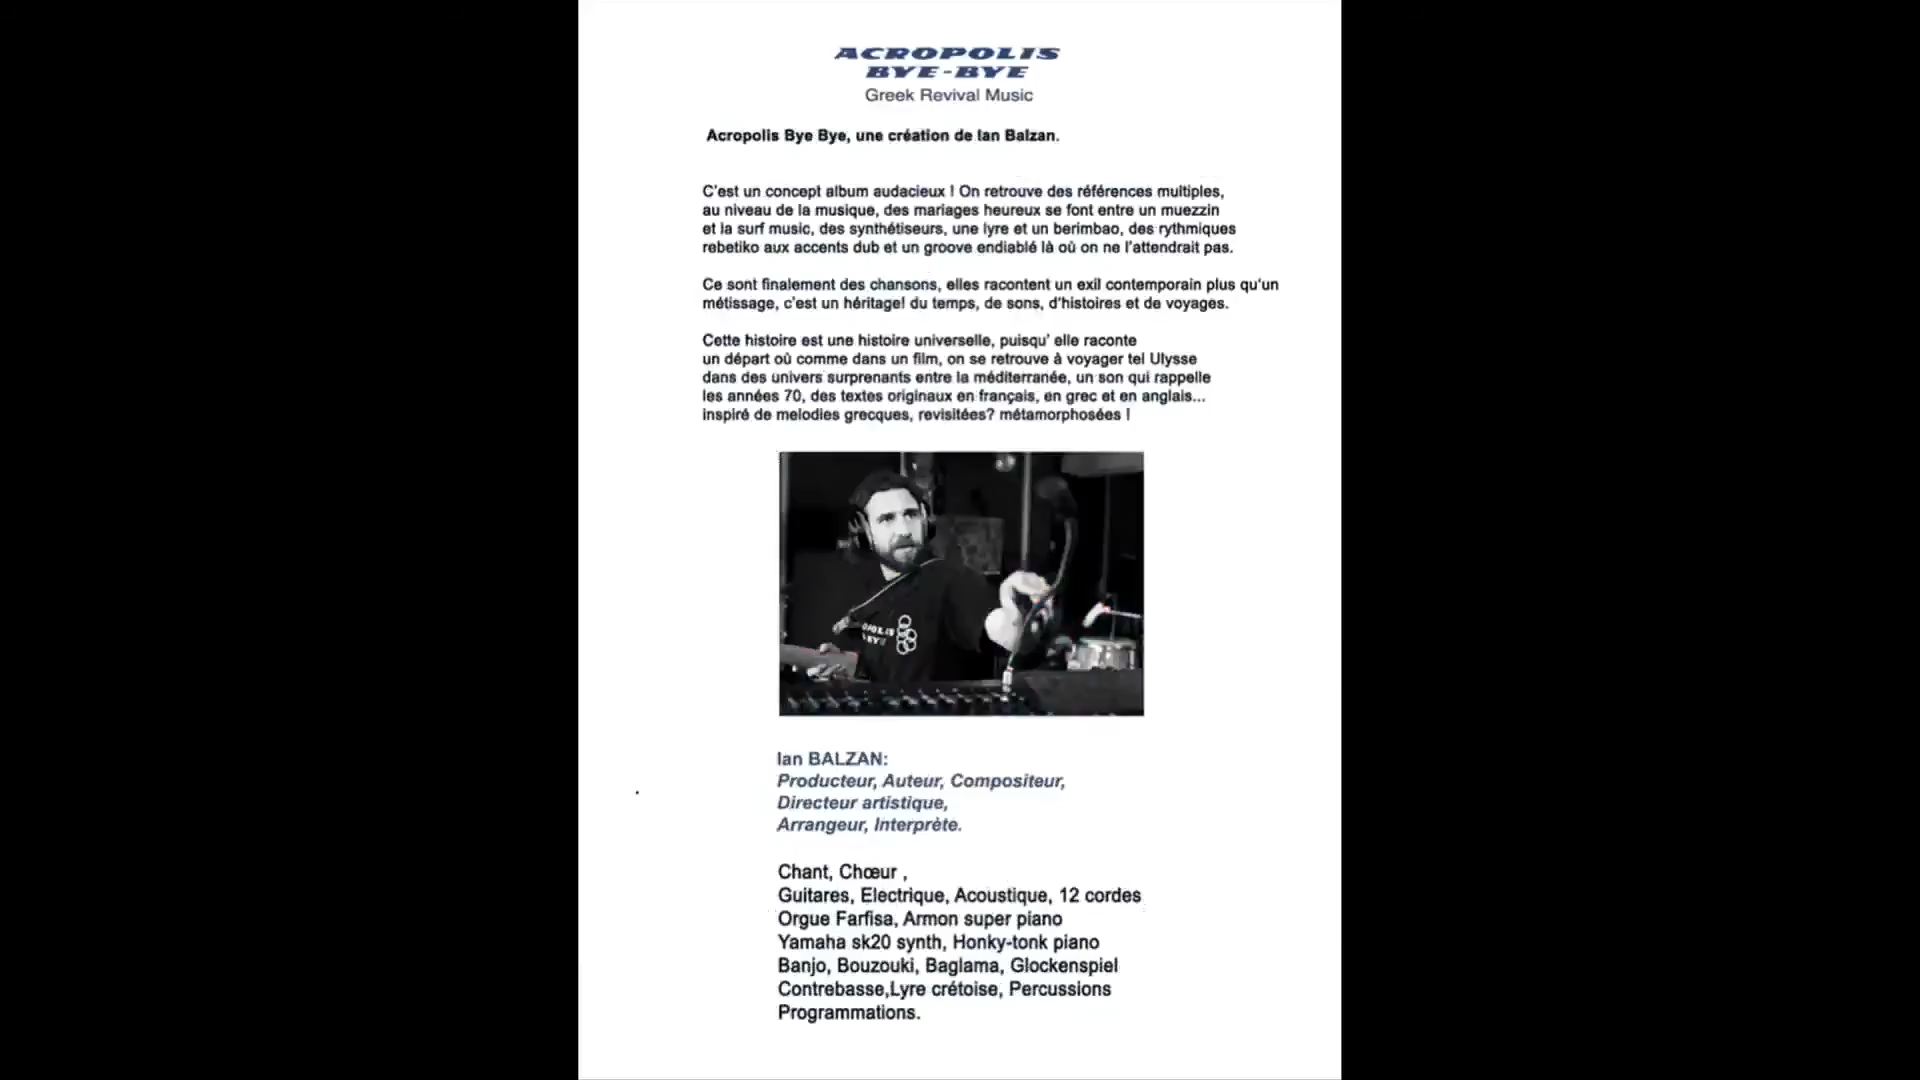 ACROPOLIS
BYE-BYE
Greek Revival Music
Acropolis Bye Bye, une création de Ian Balzan.
C'est un concept album audacieux ! On retrouve des références multiples,
au niveau de la musique, des mariages heureux se font entre un muezzin
et la surf music, des synthétiseurs, une lyre et un berimbao, des rythmiques
rebetiko aux accents dub et un groove endiablé là où on ne l'attendrait pas.
Ce sont finalement des chansons, elles racontent un exil contemporain plus qu'un
métissage, c'est un héritage! du temps, de sons, d'histoires et de voyages.
Cette histoire est une histoire universelle, puisqu' elle raconte
un départ où comme dans un film, on se retrouve à voyager tel Ulysse
dans des univers surprenants entre la méditerranée, un son qui rappelle
les années 70, des textes originaux en français, en grec et en anglais...
inspiré de melodies grecques, revisitées? métamorphosées !
Ian BALZAN:
Producteur, Auteur, Compositeur,
Directeur artistique,
Arrangeur, Interprète.
Chant, Chœur ,
Guitares, Electrique, Acoustique, 12 cordes
Orgue Farfisa, Armon super piano
Yamaha sk20 synth, Honky-tonk piano
Banjo, Bouzouki, Baglama, Glockenspiel
Contrebasse,Lyre crétoise, Percussions
Programmations.